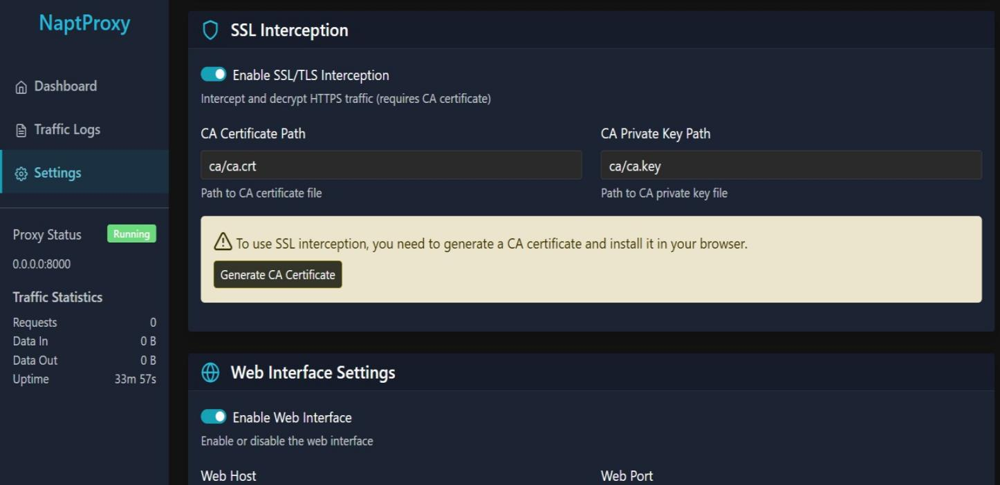 NaptProxy
Dashboard
Traffic Logs
Settings
Proxy Status Running
0.0.0.0:8000
Traffic Statistics
Requests 0
Data In 0 B
Data Out 0 B
Uptime 33m 57s
SSL Interception
Enable SSL/TLS Interception
Intercept and decrypt HTTPS traffic (requires CA certificate)
CA Certificate Path
ca/ca.crt
Path to CA certificate file
CA Private Key Path
ca/ca.key
Path to CA private key file
To use SSL interception, you need to generate a CA certificate and install it in your browser.
Generate CA Certificate
Web Interface Settings
Enable Web Interface
Enable or disable the web interface
Web Host
Web Port